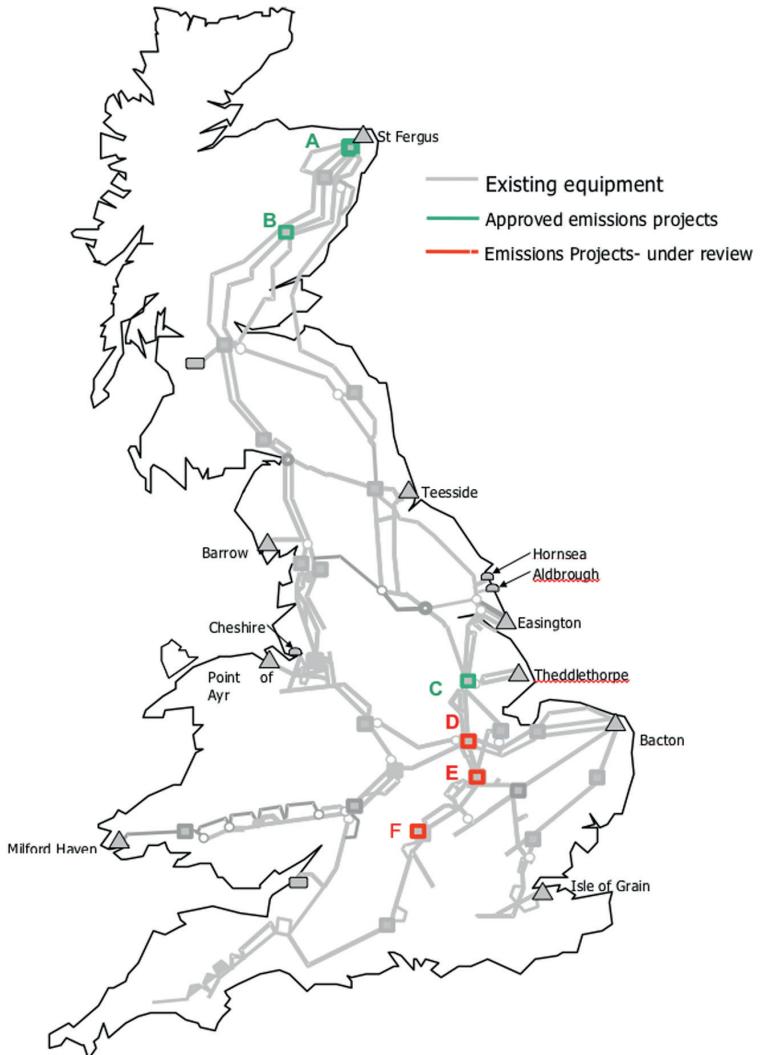 A
St Fergus
Existing equipment
B
Approved emissions projects
Emissions Projects- under review
Teesside
Barrow
Hornsea
Aldbrough
Easington
Cheshire
Theddlethorpe
Point of
Ayr
C
D
Bacton
E
F
Milford Haven
Isle of Grain